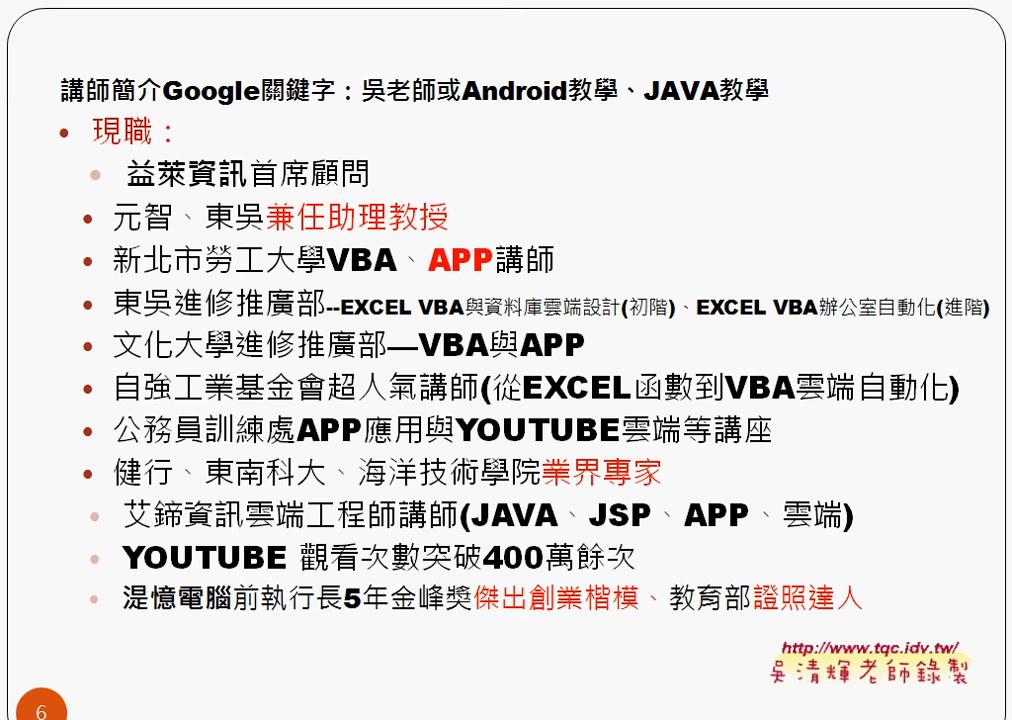 講師簡介Google關鍵字：吳老師或Android教學、JAVA教學
• 現職：
• 益萊資訊首席顧問
• 元智、東吳兼任助理教授
• 新北市勞工大學VBA、APP講師
• 東吳進修推廣部--EXCEL VBA與資料庫雲端設計(初階)、EXCEL VBA辦公室自動化(進階)
• 文化大學進修推廣部—VBA與APP
• 自強工業基金會超人氣講師(從EXCEL函數到VBA雲端自動化)
• 公務員訓練處APP應用與YOUTUBE雲端等講座
• 健行、東南科大、海洋技術學院業界專家
• 艾鍗資訊雲端工程師講師(JAVA、JSP、APP、雲端)
• YOUTUBE 觀看次數突破400萬餘次
• 湜憶電腦前執行長5年金峰獎傑出創業楷模、教育部證照達人
http://www.tqc.idv.tw/
吳清輝老師錄製
6